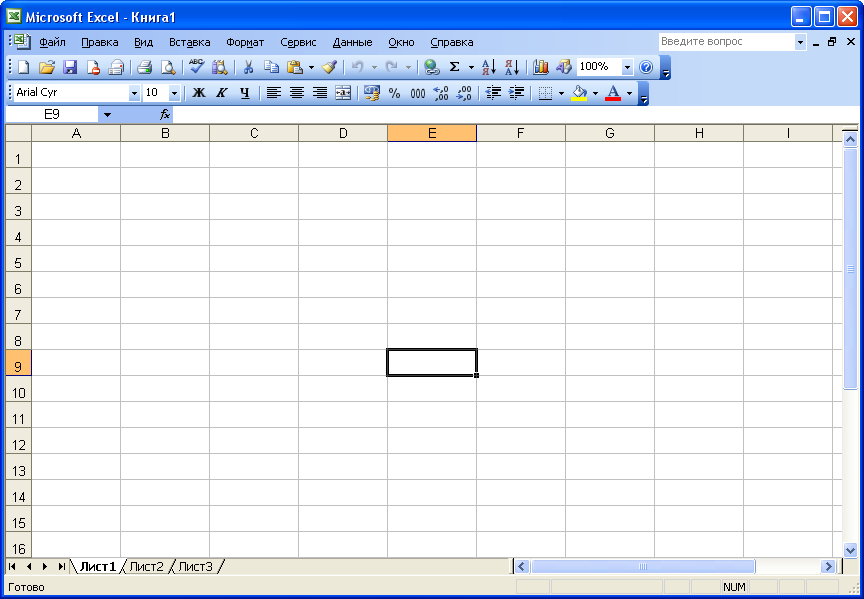 Microsoft Excel - Книга1
Файл Правка Вид Вставка Формат Сервис Данные Окно Справка Введите вопрос
ABC Σ А Я Я А 100% ?
Arial Cyr 10 Ж К Ч % 000 A
E9 fx
A B C D E F G H I
1
2
3
4
5
6
7
8
9
10
11
12
13
14
15
16
Лист1 Лист2 Лист3
Готово NUM